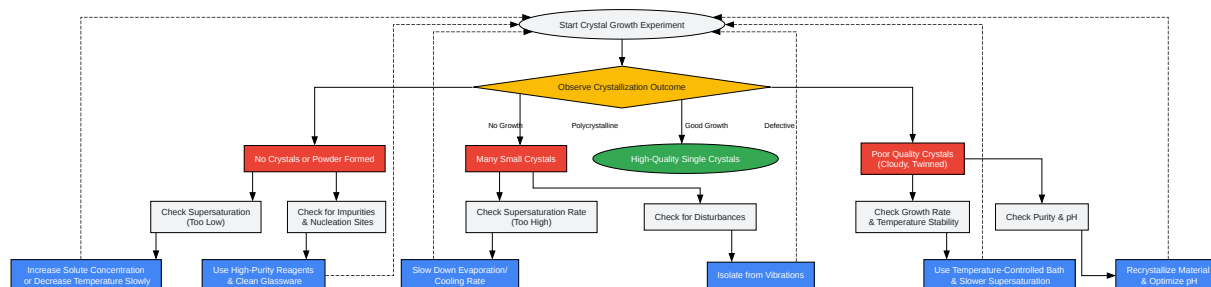 Start Crystal Growth Experiment
Observe Crystallization Outcome
No Growth
Polycrystalline
Good Growth
Defective
No Crystals or Powder Formed
Many Small Crystals
High-Quality Single Crystals
Poor Quality Crystals
(Cloudy, Twinned)
Check Supersaturation
(Too Low)
Check for Impurities
& Nucleation Sites
Check Supersaturation Rate
(Too High)
Check for Disturbances
Check Growth Rate
& Temperature Stability
Check Purity & pH
Increase Solute Concentration
or Decrease Temperature Slowly
Use High-Purity Reagents
& Clean Glassware
Slow Down Evaporation/
Cooling Rate
Isolate from Vibrations
Use Temperature-Controlled Bath
& Slower Supersaturation
Recrystallize Material
& Optimize pH